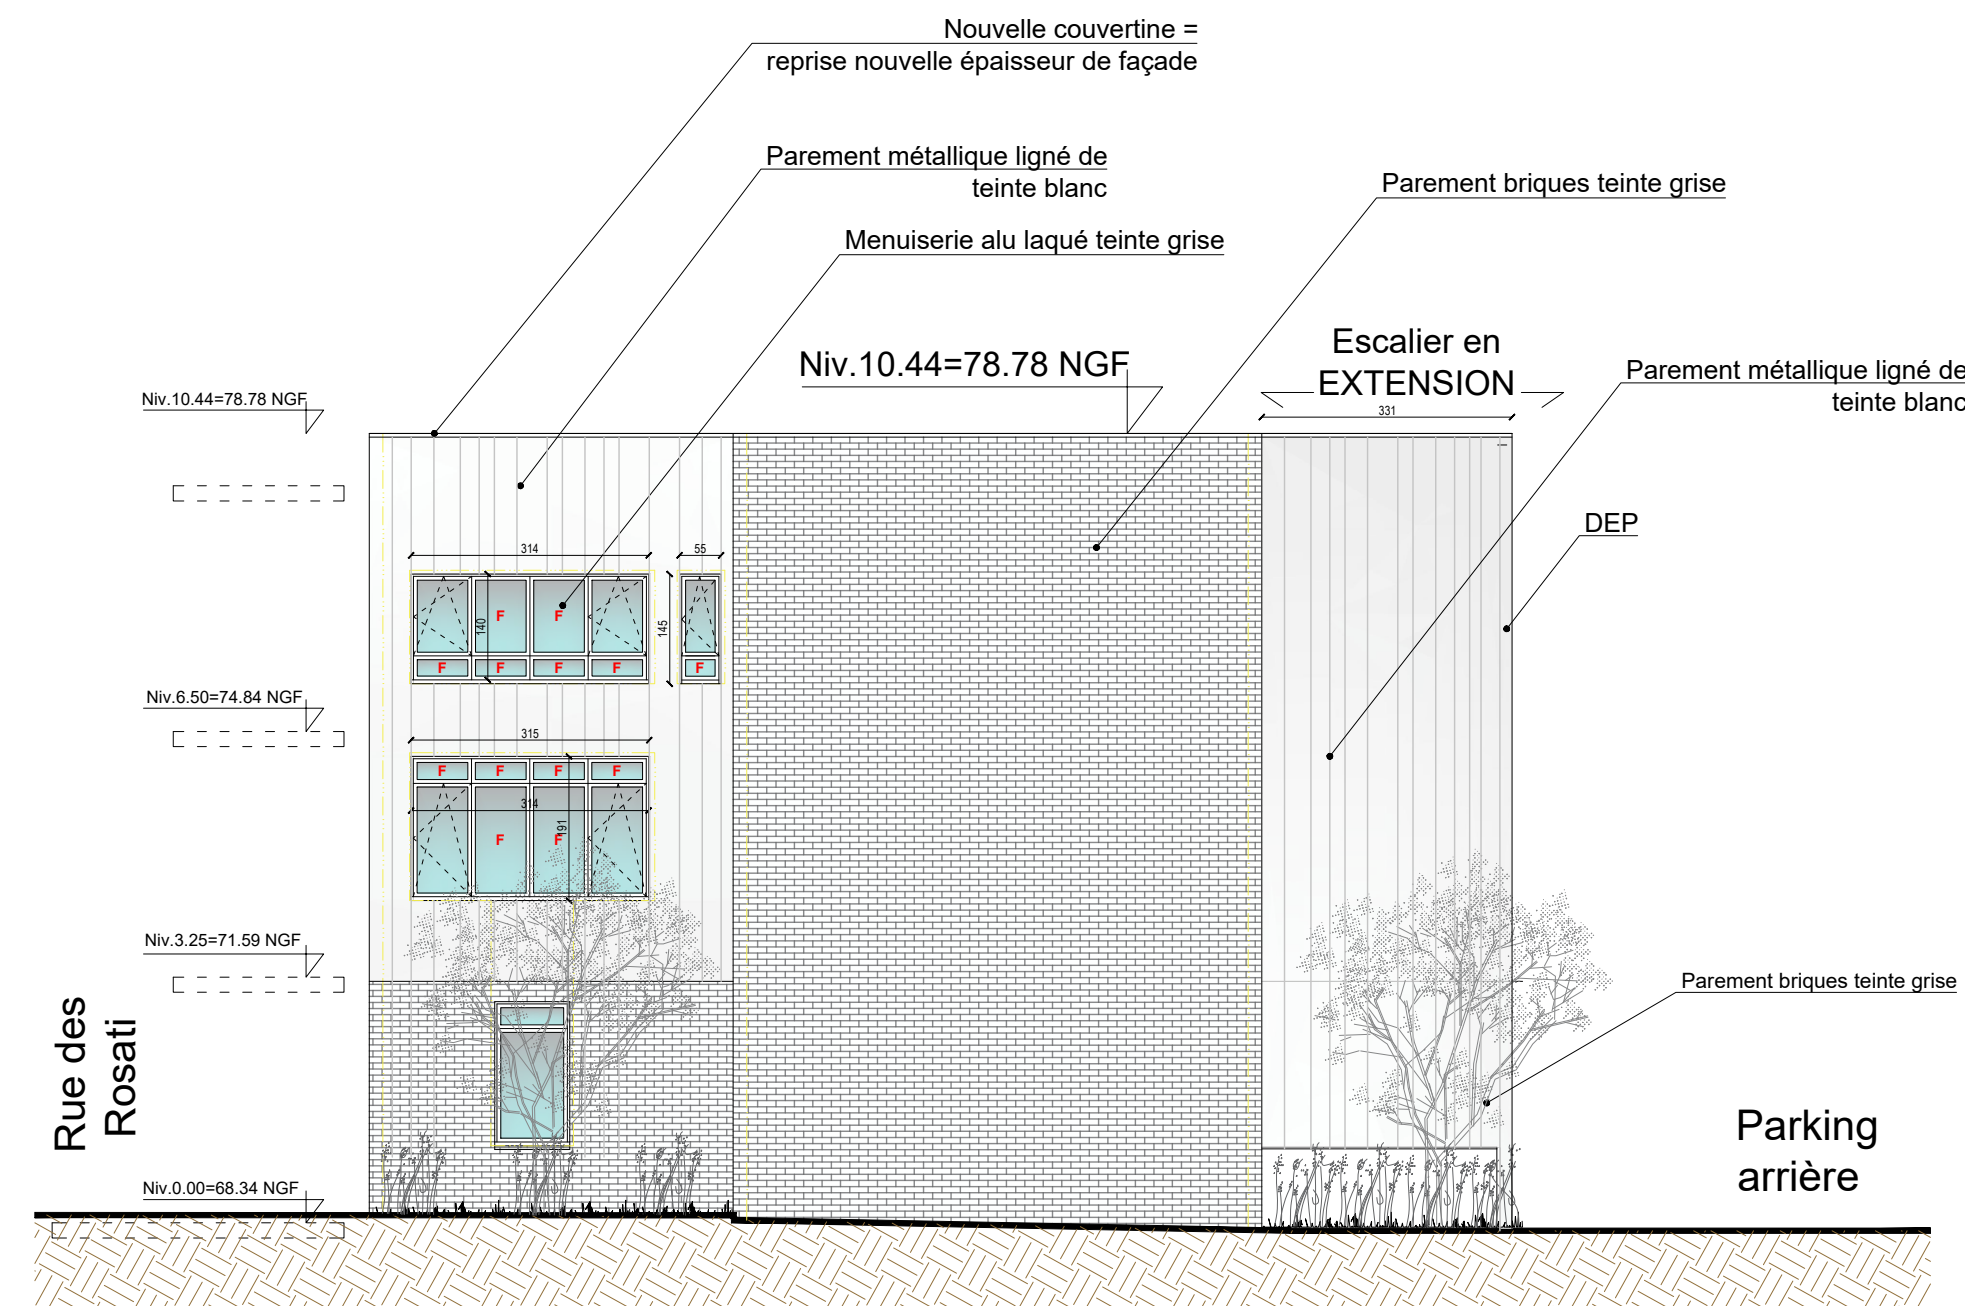 Nouvelle couvertine =
reprise nouvelle épaisseur de façade
Parement métallique ligné de
teinte blanc
Parement briques teinte grise
Menuiserie alu laqué teinte grise
Escalier en
EXTENSION
Niv.10.44=78.78 NGF
Parement métallique ligné de
teinte blanc
Niv.10.44=78.78 NGF
331
DEP
314
55
F
F
140
145
F
F
F
F
F
Niv.6.50=74.84 NGF
315
F
F
F
F
314
191
F
F
Niv.3.25=71.59 NGF
Parement briques teinte grise
Rue des
Rosati
Parking
arrière
Niv.0.00=68.34 NGF